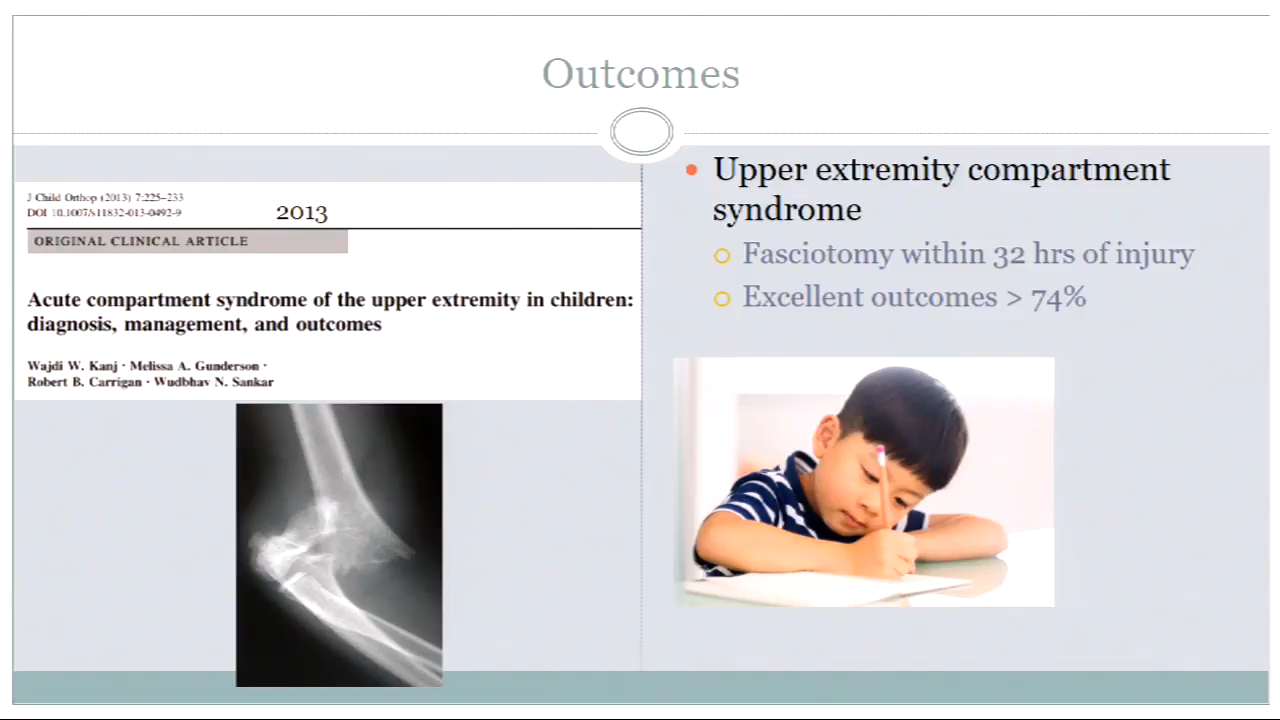 Outcomes
J Child Orthop (2013) 7:225–233
DOI 10.1007/s11832-013-0492-9
2013
ORIGINAL CLINICAL ARTICLE
Acute compartment syndrome of the upper extremity in children:
diagnosis, management, and outcomes
Wajdi W. Kanj · Melissa A. Gunderson ·
Robert B. Carrigan · Wudbhav N. Sankar
Upper extremity compartment
syndrome
Fasciotomy within 32 hrs of injury
Excellent outcomes > 74%